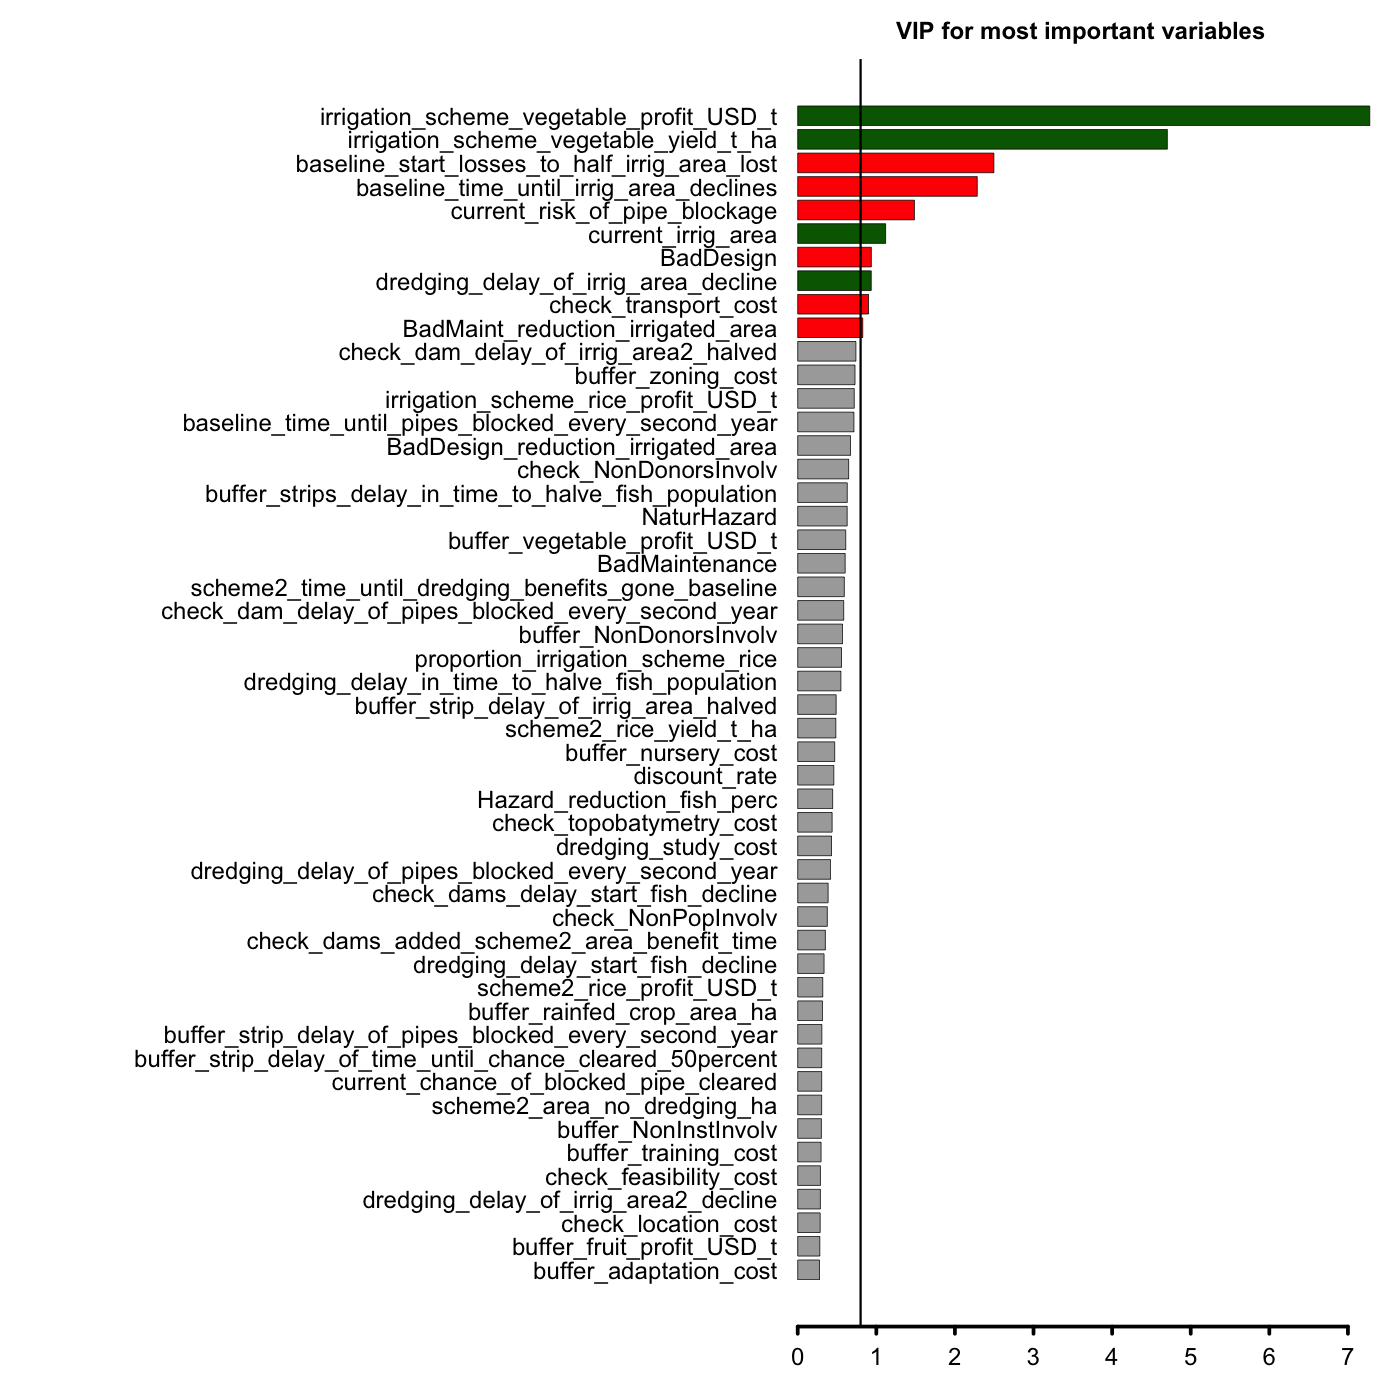 VIP for most important variables
irrigation_scheme_vegetable_profit_USD_t
irrigation_scheme_vegetable_yield_t_ha
baseline_start_losses_to_half_irrig_area_lost
baseline_time_until_irrig_area_declines
current_risk_of_pipe_blockage
current_irrig_area
BadDesign
dredging_delay_of_irrig_area_decline
check_transport_cost
BadMaint_reduction_irrigated_area
check_dam_delay_of_irrig_area2_halved
buffer_zoning_cost
irrigation_scheme_rice_profit_USD_t
baseline_time_until_pipes_blocked_every_second_year
BadDesign_reduction_irrigated_area
check_NonDonorsInvolv
buffer_strips_delay_in_time_to_halve_fish_population
NaturHazard
buffer_vegetable_profit_USD_t
BadMaintenance
scheme2_time_until_dredging_benefits_gone_baseline
check_dam_delay_of_pipes_blocked_every_second_year
buffer_NonDonorsInvolv
proportion_irrigation_scheme_rice
dredging_delay_in_time_to_halve_fish_population
buffer_strip_delay_of_irrig_area_halved
scheme2_rice_yield_t_ha
buffer_nursery_cost
discount_rate
Hazard_reduction_fish_perc
check_topobatymetry_cost
dredging_study_cost
dredging_delay_of_pipes_blocked_every_second_year
check_dams_delay_start_fish_decline
check_NonPopInvolv
check_dams_added_scheme2_area_benefit_time
dredging_delay_start_fish_decline
scheme2_rice_profit_USD_t
buffer_rainfed_crop_area_ha
buffer_strip_delay_of_pipes_blocked_every_second_year
buffer_strip_delay_of_time_until_chance_cleared_50percent
current_chance_of_blocked_pipe_cleared
scheme2_area_no_dredging_ha
buffer_NonInstInvolv
buffer_training_cost
check_feasibility_cost
dredging_delay_of_irrig_area2_decline
check_location_cost
buffer_fruit_profit_USD_t
buffer_adaptation_cost
0 1 2 3 4 5 6 7